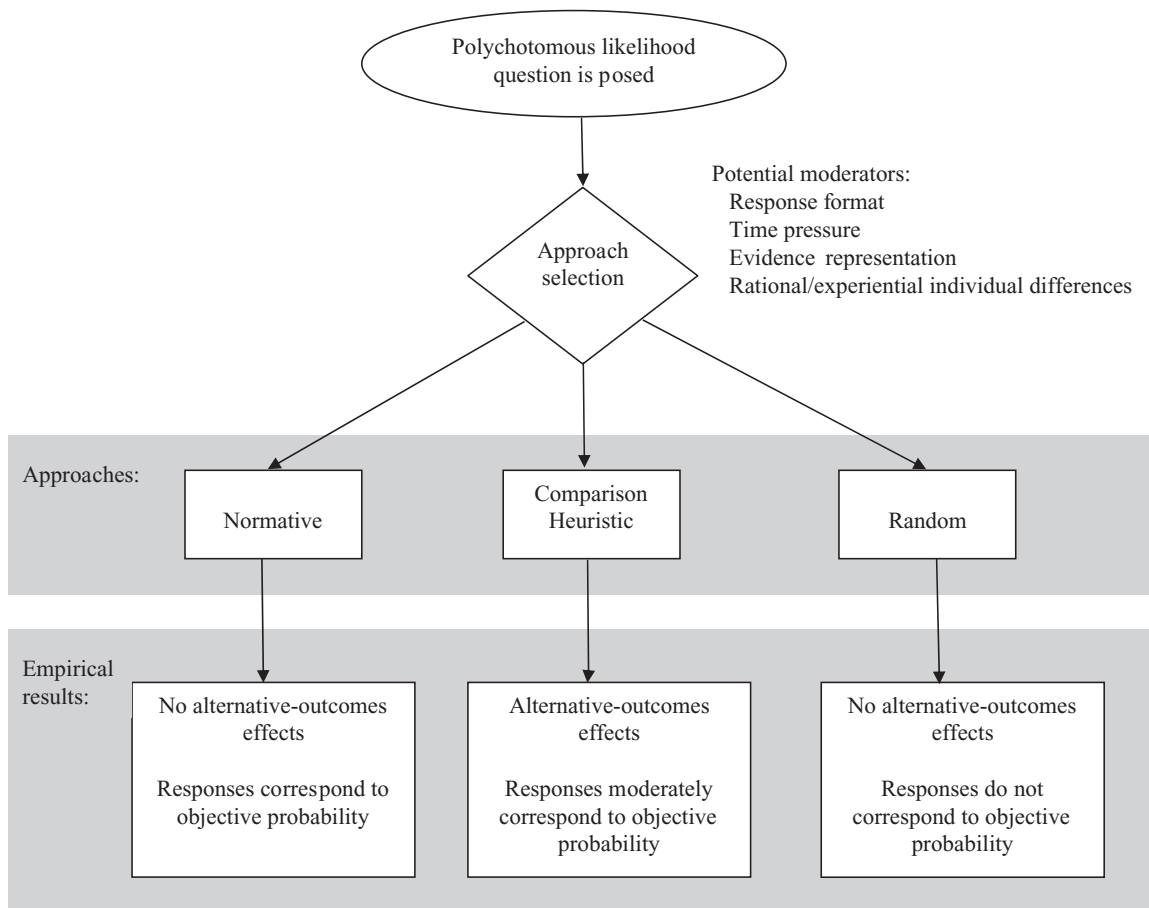 Polychotomous likelihood
question is posed
Potential moderators:
Response format
Time pressure
Evidence representation
Rational/experiential individual differences
Approach
selection
Approaches:
Normative
Comparison
Heuristic
Random
Empirical
results:
No alternative-outcomes
effects
Responses correspond to
objective probability
Alternative-outcomes
effects
Responses moderately
correspond to objective
probability
No alternative-outcomes
effects
Responses do not
correspond to objective
probability